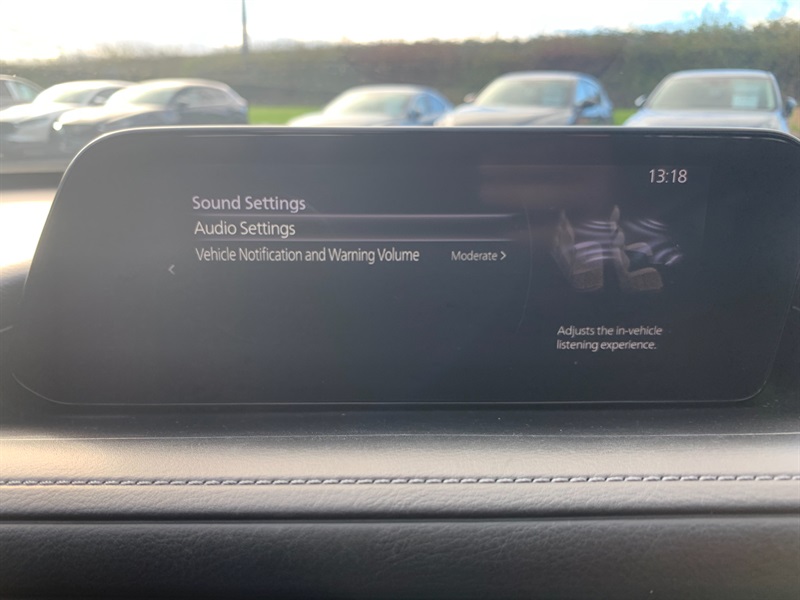 13:18
Sound Settings
Audio Settings
Vehicle Notification and Warning Volume Moderate >
<
Adjusts the in-vehicle
listening experience.